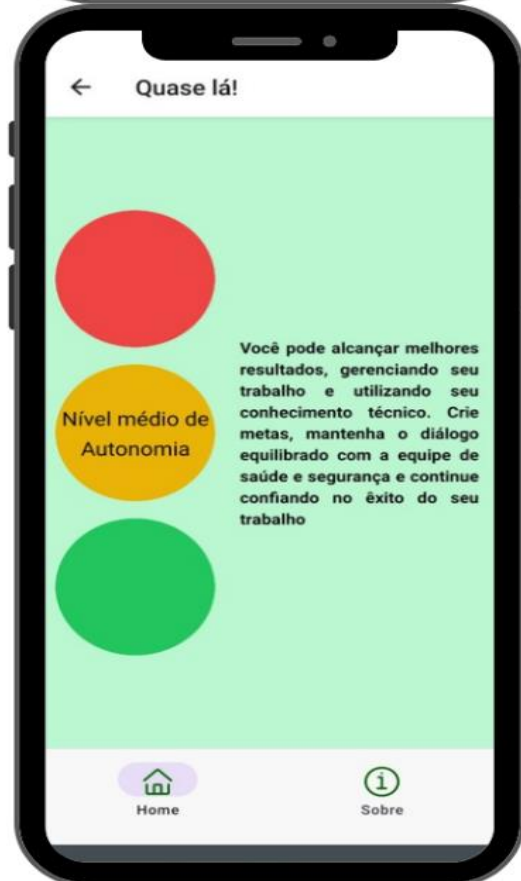 Quase lá!
Nível médio de
Autonomia
Você pode alcançar melhores
resultados, gerenciando seu
trabalho e utilizando seu
conhecimento técnico. Crie
metas, mantenha o diálogo
equilibrado com a equipe de
saúde e segurança e continue
confiando no êxito do seu
trabalho
Home
Sobre